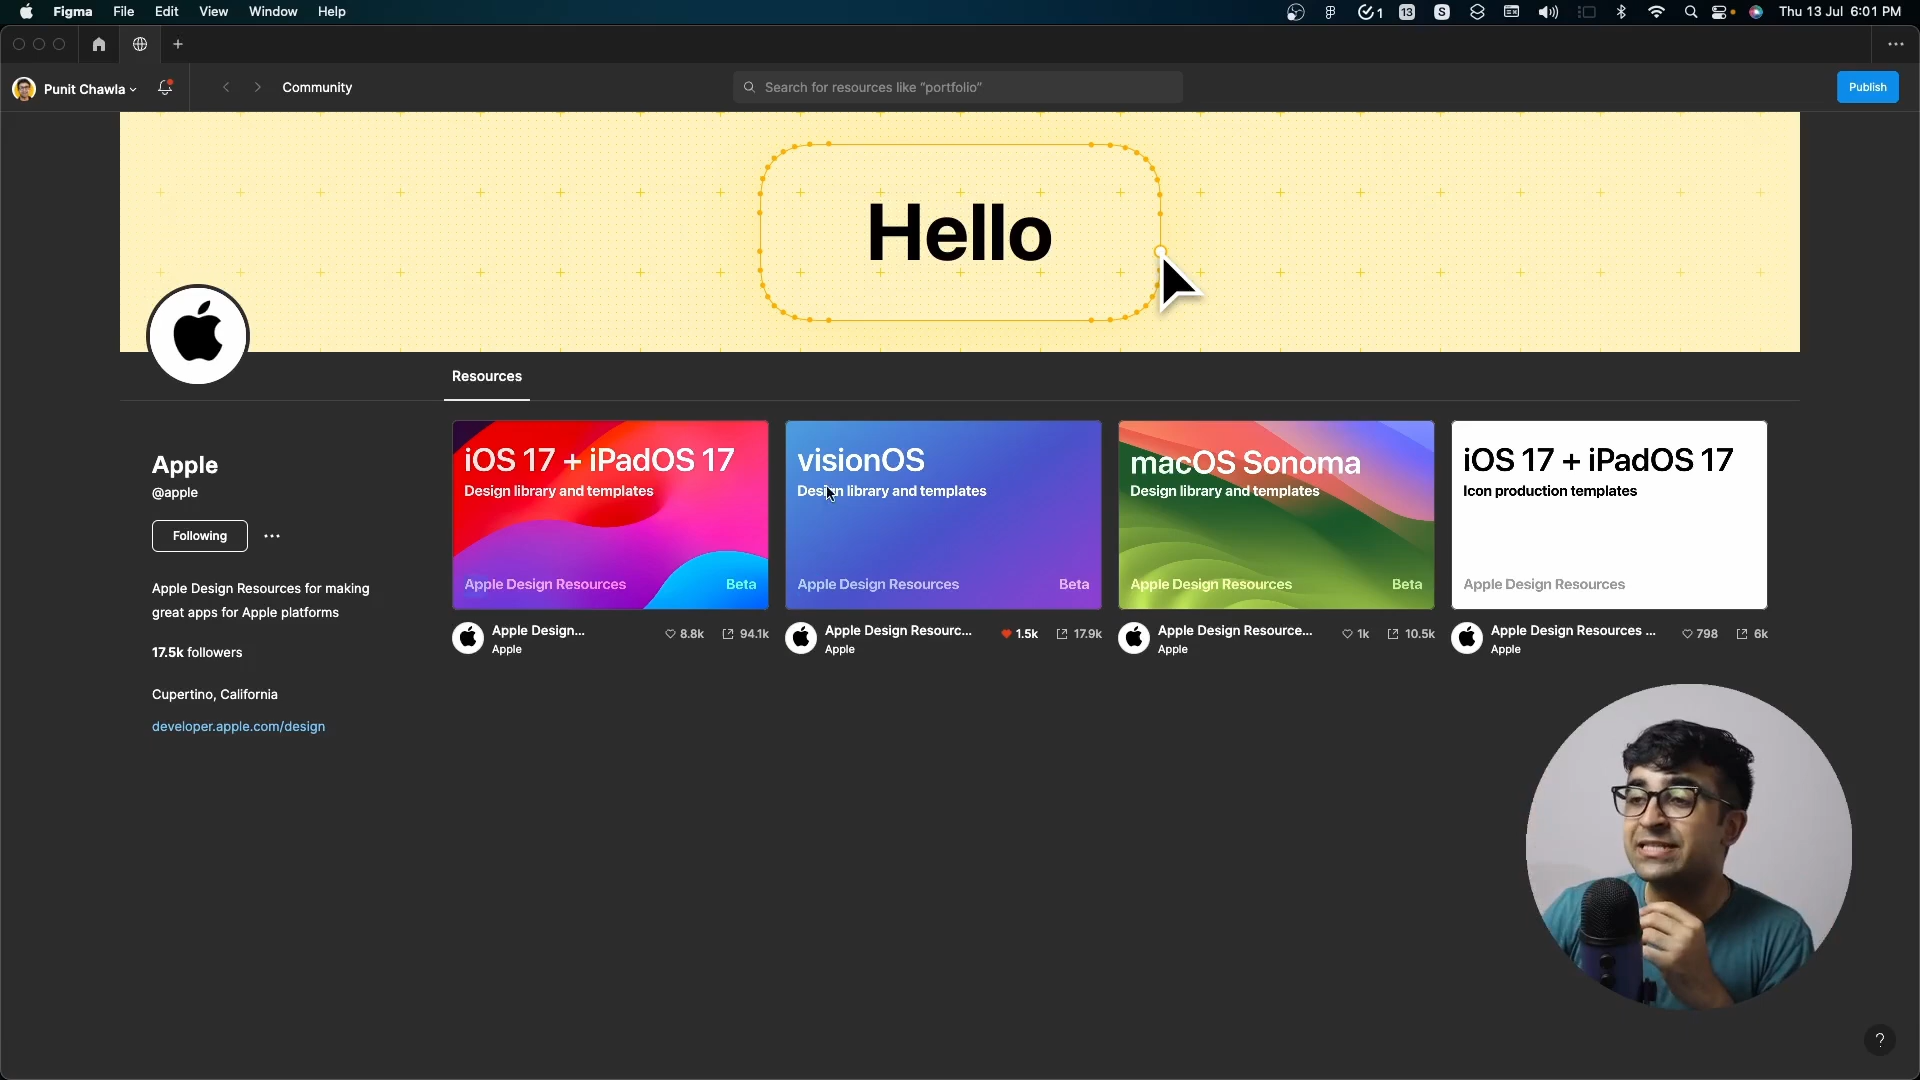 Figma File Edit View Window Help
1 13 S Thu 13 Jul 6:01 PM
Punit Chawla
Community
Search for resources like “portfolio”
Publish
Hello
Resources
Apple
@apple
Following
Apple Design Resources for making
great apps for Apple platforms
17.5k followers
Cupertino, California
developer.apple.com/design
iOS 17 + iPadOS 17
Design library and templates
Apple Design Resources Beta
Apple Design... 8.8k 94.1k
Apple
visionOS
Design library and templates
Apple Design Resources Beta
Apple Design Resourc... 1.5k 17.9k
Apple
macOS Sonoma
Design library and templates
Apple Design Resources Beta
Apple Design Resource... 1k 10.5k
Apple
iOS 17 + iPadOS 17
Icon production templates
Apple Design Resources
Apple Design Resources ... 798 6k
Apple
?